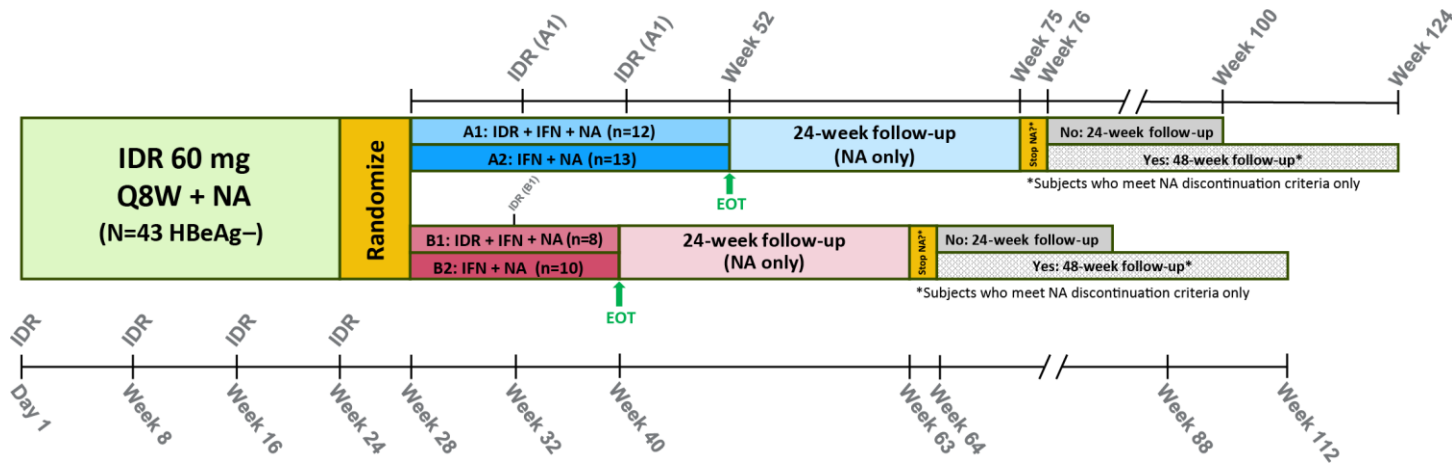 IDR (A1)
IDR (A1)
Week 52
Week 75
Week 76
Week 100
Week 124
IDR 60 mg
Q8W + NA
(N=43 HBeAg–)
Randomize
A1: IDR + IFN + NA (n=12)
A2: IFN + NA (n=13)
24-week follow-up
(NA only)
Stop NA?*
No: 24-week follow-up
Yes: 48-week follow-up*
*Subjects who meet NA discontinuation criteria only
EOT
IDR (B1)
B1: IDR + IFN + NA (n=8)
B2: IFN + NA (n=10)
24-week follow-up
(NA only)
Stop NA?*
No: 24-week follow-up
Yes: 48-week follow-up*
*Subjects who meet NA discontinuation criteria only
EOT
IDR
IDR
IDR
IDR
Day 1
Week 8
Week 16
Week 24
Week 28
Week 32
Week 40
Week 63
Week 64
Week 88
Week 112